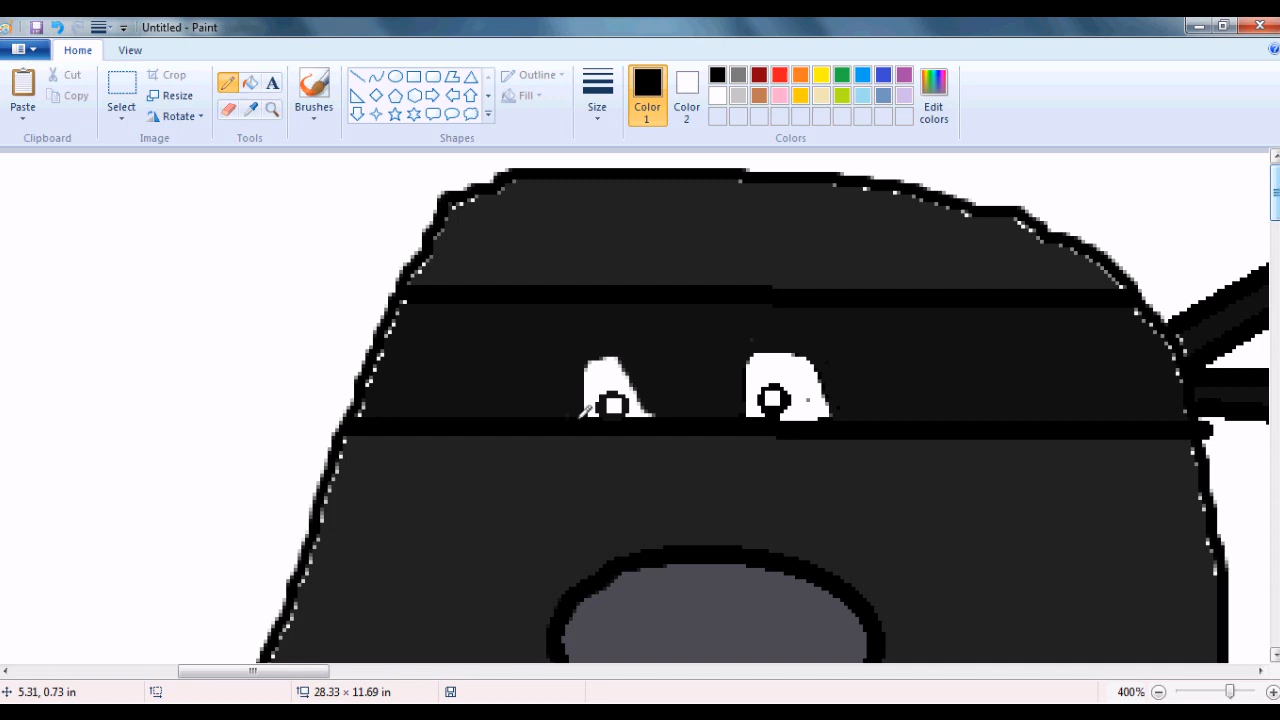 Untitled - Paint
Home View
Paste
Cut
Copy
Clipboard
Select
Crop
Resize
Rotate
Image
A
Tools
Brushes
Outline
Fill
Shapes
Size
Color 1
Color 2
Edit colors
Colors
5.31, 0.73 in
28.33 × 11.69 in
400%